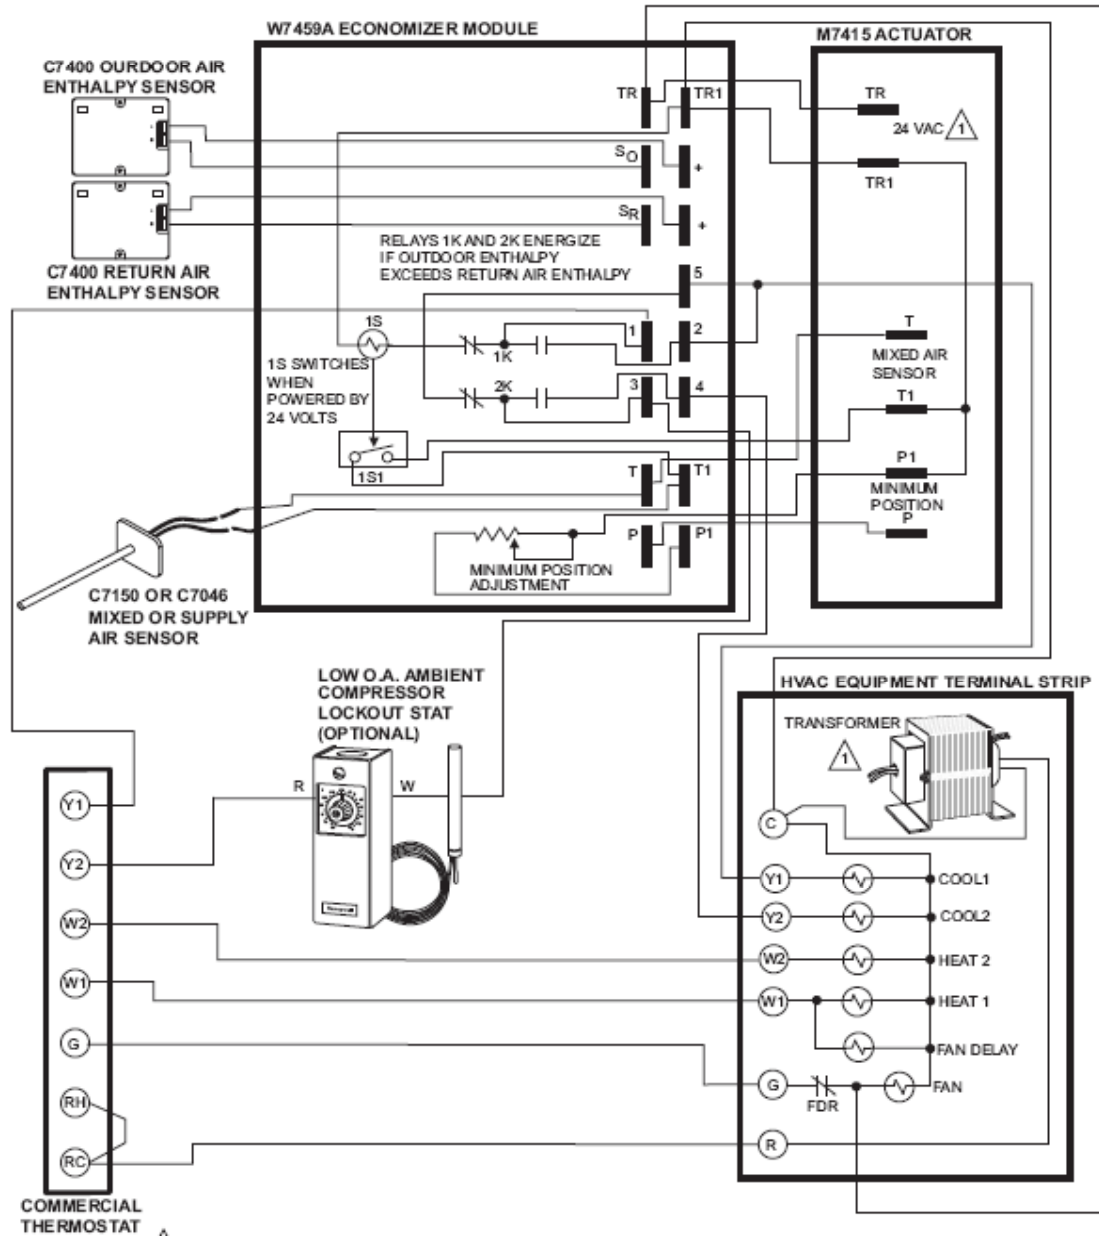 W7459A ECONOMIZER MODULE
M7415 ACTUATOR
C7400 OURDOOR AIR
ENTHALPY SENSOR
TR
TR1
TR
24 VAC
1
TR1
SO
+
SR
+
RELAYS 1K AND 2K ENERGIZE
IF OUTDOOR ENTHALPY
EXCEEDS RETURN AIR ENTHALPY
C7400 RETURN AIR
ENTHALPY SENSOR
5
1S
1
2
1K
T
MIXED AIR
SENSOR
1S SWITCHES
WHEN
POWERED BY
24 VOLTS
2K
3
4
T1
1S1
T
T1
P1
MINIMUM
POSITION
P
P
P1
MINIMUM POSITION
ADJUSTMENT
C7150 OR C7046
MIXED OR SUPPLY
AIR SENSOR
LOW O.A. AMBIENT
COMPRESSOR
LOCKOUT STAT
(OPTIONAL)
HVAC EQUIPMENT TERMINAL STRIP
TRANSFORMER
1
R
W
Y1
C
Y2
Y1
COOL1
Honeywell
W2
Y2
COOL2
W2
HEAT 2
W1
W1
HEAT 1
G
FAN DELAY
G
FDR
FAN
RH
R
RC
COMMERCIAL
THERMOSTAT